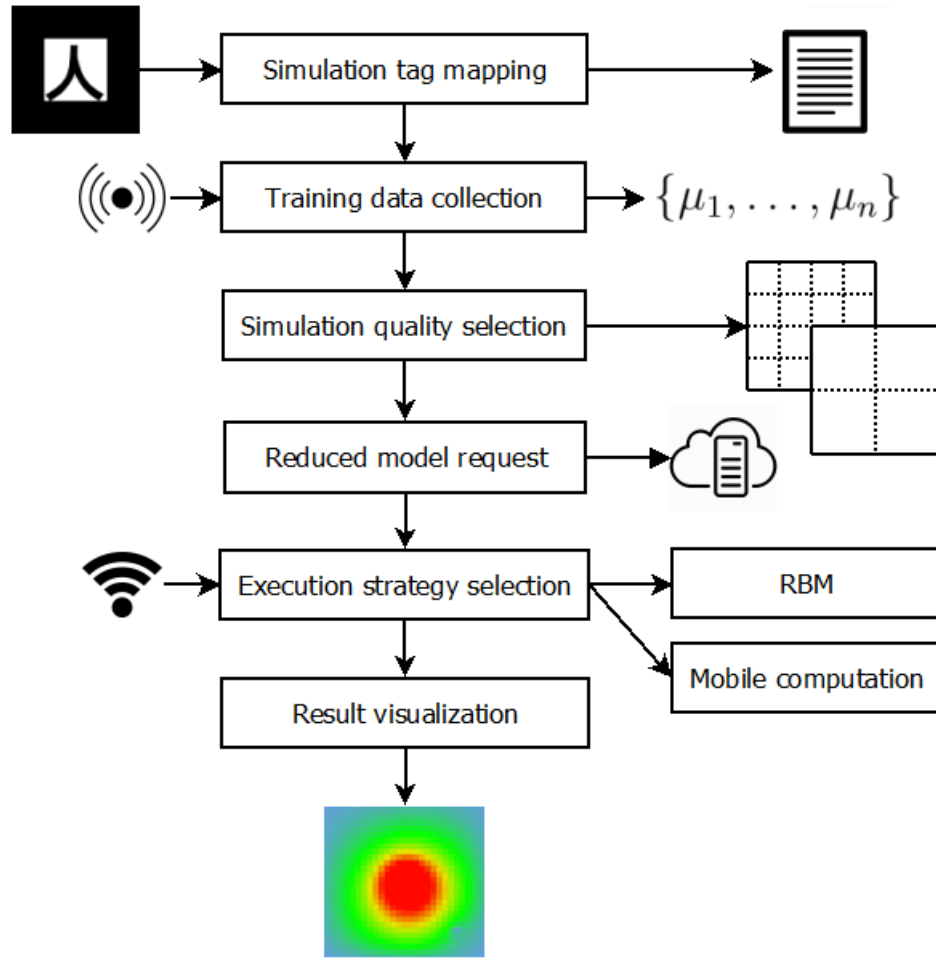 人
Simulation tag mapping
Training data collection
{μ₁, . . . , μₙ}
Simulation quality selection
Reduced model request
Execution strategy selection
RBM
Mobile computation
Result visualization